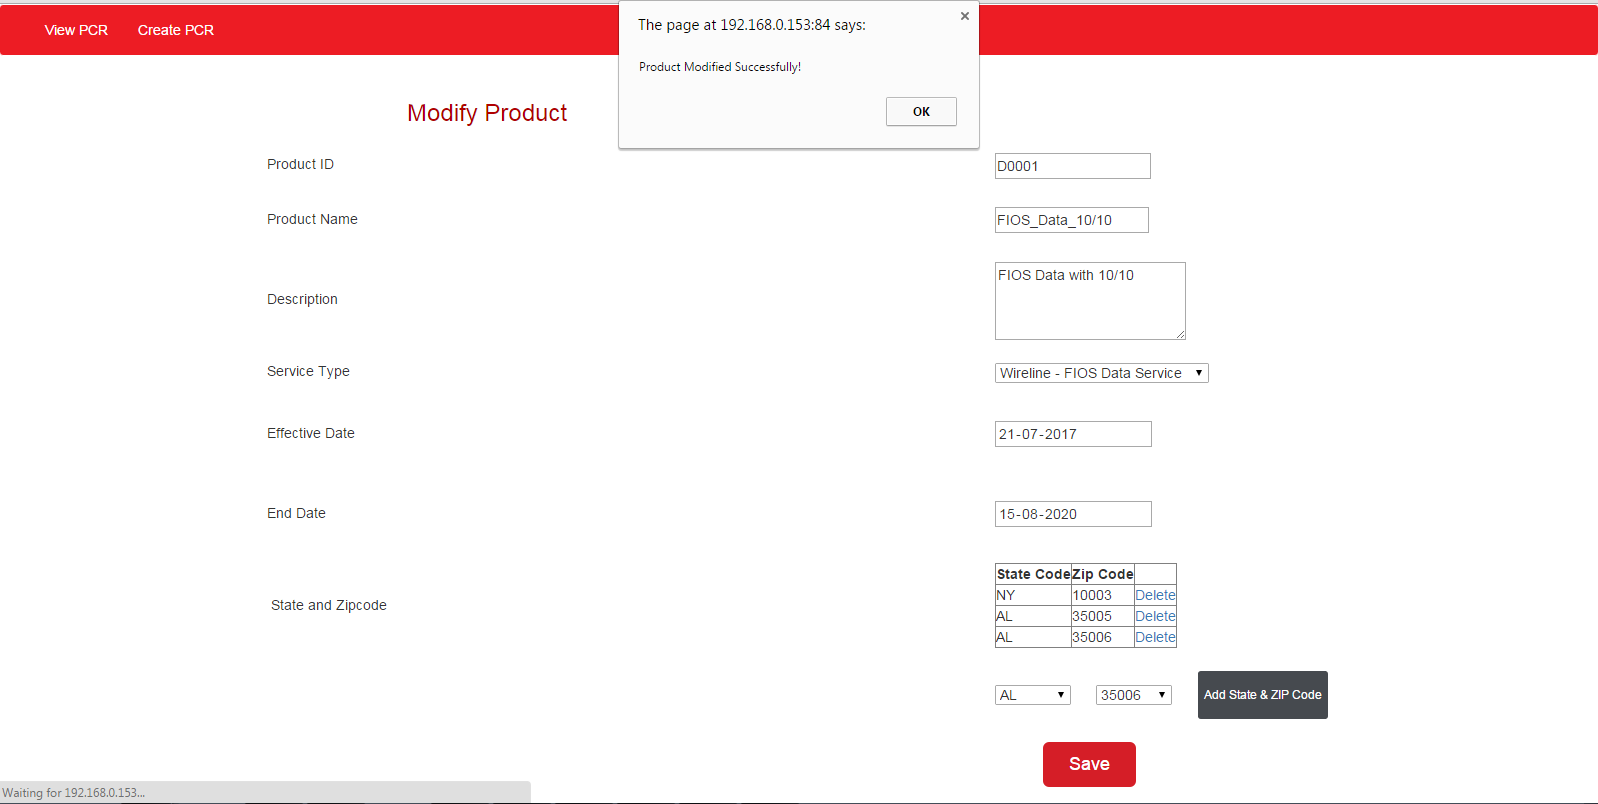 View PCR Create PCR
The page at 192.168.0.153:84 says:
Product Modified Successfully!
OK
Modify Product
Product ID D0001
Product Name FIOS_Data_10/10
Description FIOS Data with 10/10
Service Type Wireline - FIOS Data Service
Effective Date 21-07-2017
End Date 15-08-2020
State and Zipcode
State Code Zip Code
NY 10003 Delete
AL 35005 Delete
AL 35006 Delete
AL 35006 Add State & ZIP Code
Save
Waiting for 192.168.0.153...